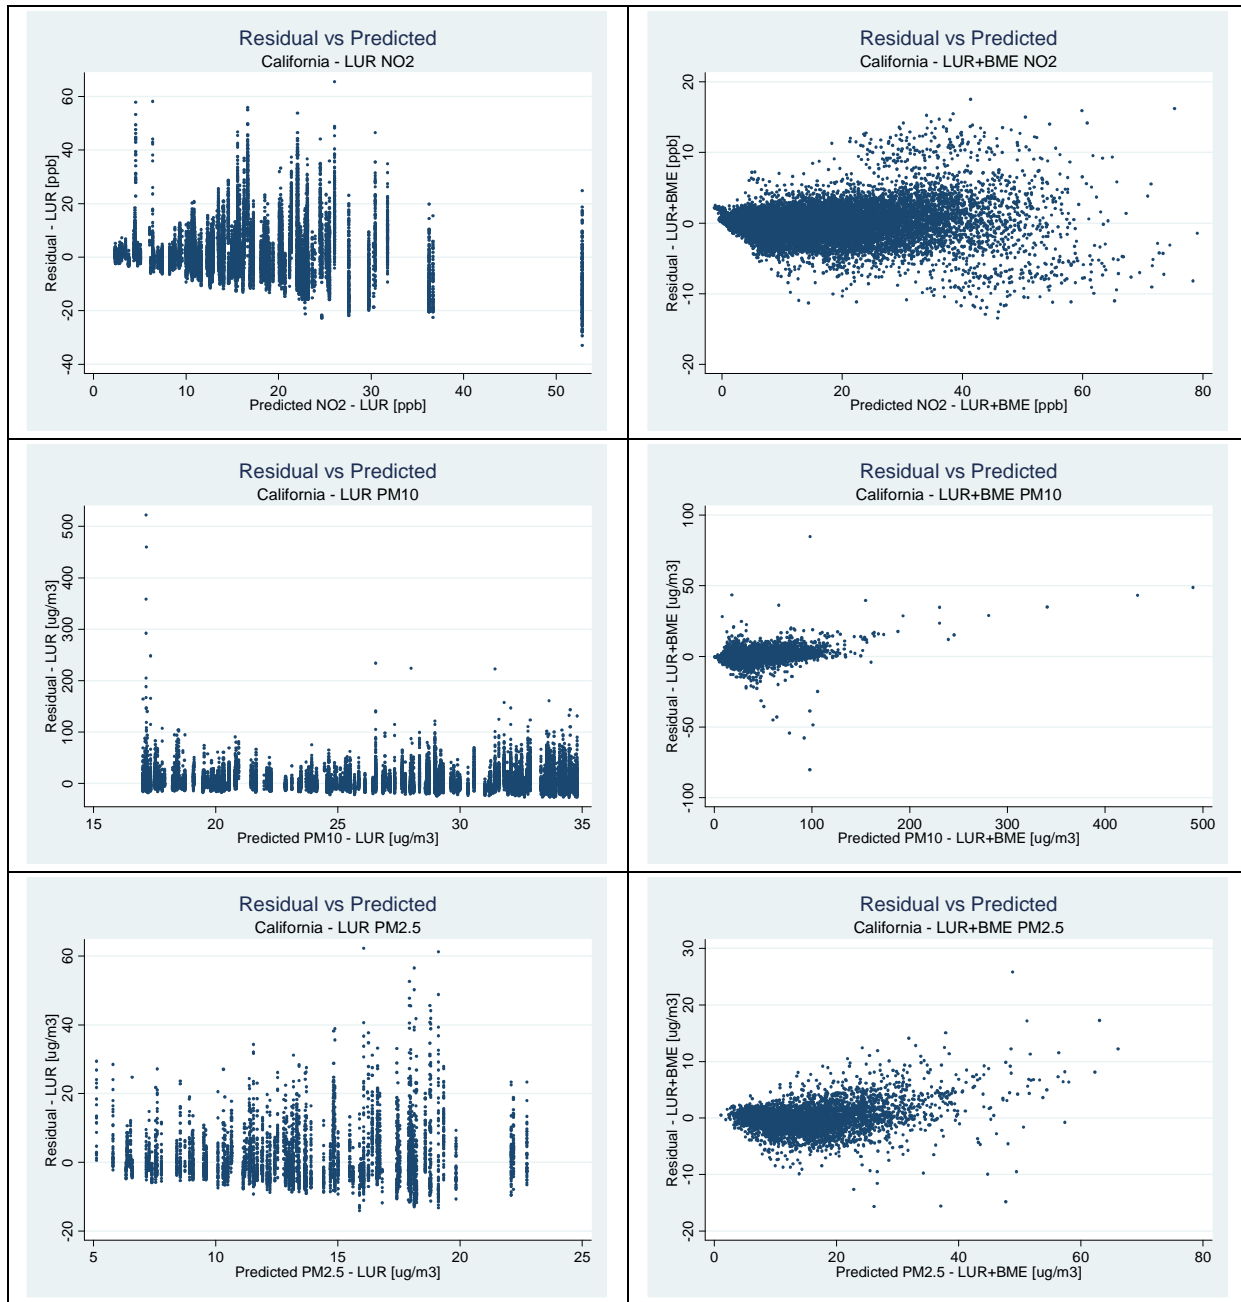 Residual vs Predicted
California - LUR NO2
Residual - LUR [ppb]
60
40
20
0
-20
-40
0 10 20 30 40 50
Predicted NO2 - LUR [ppb]
Residual vs Predicted
California - LUR+BME NO2
Residual - LUR+BME [ppb]
20
10
0
-10
-20
0 20 40 60 80
Predicted NO2 - LUR+BME [ppb]
Residual vs Predicted
California - LUR PM10
Residual - LUR [ug/m3]
500
400
300
200
100
0
15 20 25 30 35
Predicted PM10 - LUR [ug/m3]
Residual vs Predicted
California - LUR+BME PM10
Residual - LUR+BME [ug/m3]
100
50
0
-50
-100
0 100 200 300 400 500
Predicted PM10 - LUR+BME [ug/m3]
Residual vs Predicted
California - LUR PM2.5
Residual - LUR [ug/m3]
60
40
20
0
-20
5 10 15 20 25
Predicted PM2.5 - LUR [ug/m3]
Residual vs Predicted
California - LUR+BME PM2.5
Residual - LUR+BME [ug/m3]
30
20
10
0
-10
-20
0 20 40 60 80
Predicted PM2.5 - LUR+BME [ug/m3]